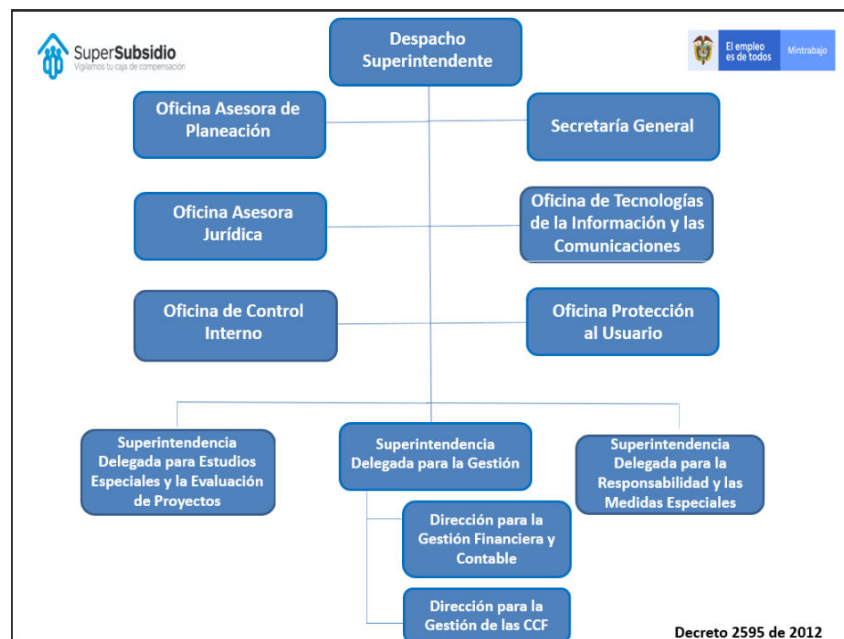 SuperSubsidio
Vigilamos tu caja de compensación
Despacho
Superintendente
El empleo
es de todos
Mintrabajo
Oficina Asesora de
Planeación
Secretaría General
Oficina Asesora
Jurídica
Oficina de Tecnologías
de la Información y las
Comunicaciones
Oficina de Control
Interno
Oficina Protección
al Usuario
Superintendencia
Delegada para Estudios
Especiales y la Evaluación
de Proyectos
Superintendencia
Delegada para la Gestión
Superintendencia
Delegada para la
Responsabilidad y las
Medidas Especiales
Dirección para la
Gestión Financiera y
Contable
Dirección para la
Gestión de las CCF
Decreto 2595 de 2012